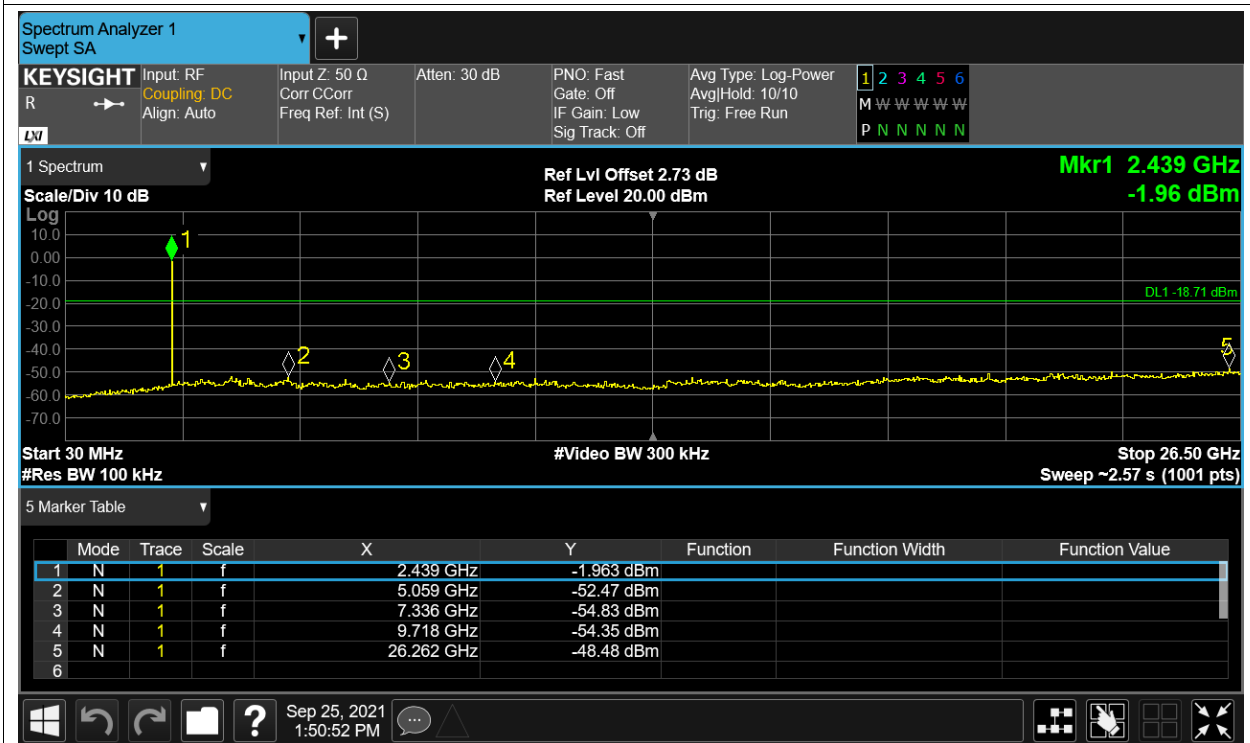 Spectrum Analyzer 1
Swept SA
KEYSIGHT
R
LXI
Input: RF
Coupling: DC
Align: Auto
Input Z: 50 Ω
Corr CCorr
Freq Ref: Int (S)
Atten: 30 dB
PNO: Fast
Gate: Off
IF Gain: Low
Sig Track: Off
Avg Type: Log-Power
Avg|Hold: 10/10
Trig: Free Run
1 2 3 4 5 6
M W W W W W
P N N N N N
1 Spectrum
Scale/Div 10 dB
Ref Lvl Offset 2.73 dB
Ref Level 20.00 dBm
Mkr1 2.439 GHz
-1.96 dBm
Log
10.0
0.00
-10.0
-20.0
-30.0
-40.0
-50.0
-60.0
-70.0
1
2
3
4
5
DL1 -18.71 dBm
Start 30 MHz
#Video BW 300 kHz
Stop 26.50 GHz
#Res BW 100 kHz
Sweep ~2.57 s (1001 pts)
5 Marker Table
Mode Trace Scale X Y Function Function Width Function Value
1 N 1 f 2.439 GHz -1.963 dBm
2 N 1 f 5.059 GHz -52.47 dBm
3 N 1 f 7.336 GHz -54.83 dBm
4 N 1 f 9.718 GHz -54.35 dBm
5 N 1 f 26.262 GHz -48.48 dBm
6
?
Sep 25, 2021
1:50:52 PM